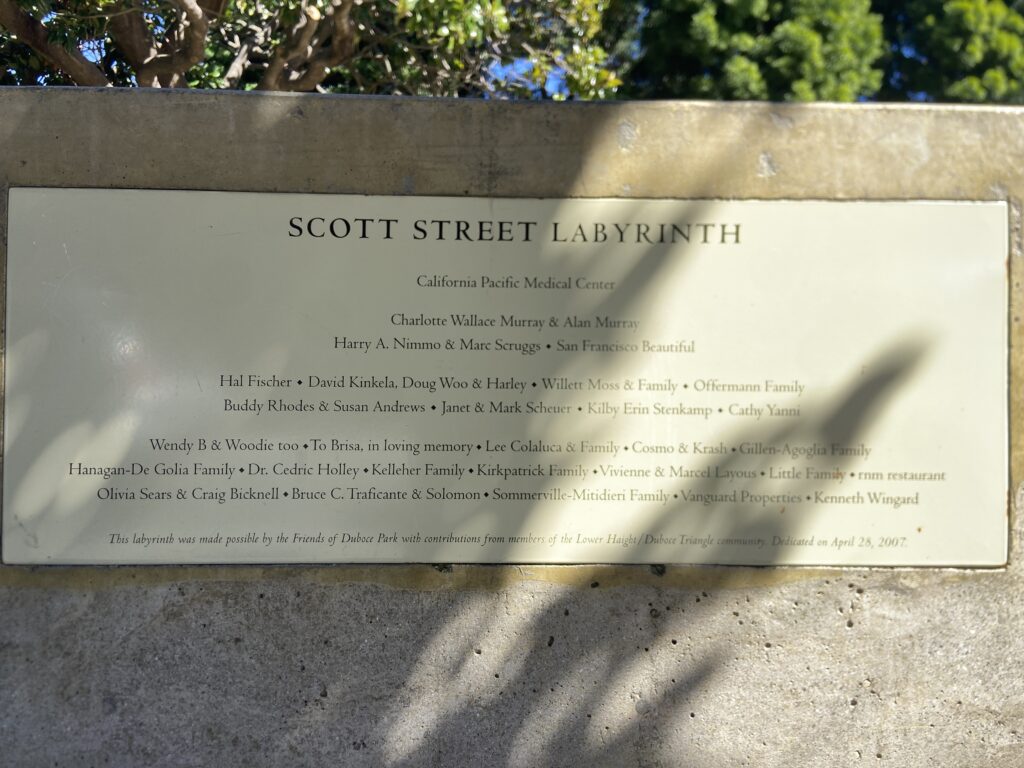 SCOTT STREET LABYRINTH
California Pacific Medical Center
Charlotte Wallace Murray & Alan Murray
Harry A. Nimmo & Marc Scruggs ⬥ San Francisco Beautiful
Hal Fischer ⬥ David Kinkela, Doug Woo & Harley ⬥ Willett Moss & Family ⬥ Offermann Family
Buddy Rhodes & Susan Andrews ⬥ Janet & Mark Scheuer ⬥ Kilby Erin Stenkamp ⬥ Cathy Yanni
Wendy B & Woodie too ⬥ To Brisa, in loving memory ⬥ Lee Colaluca & Family ⬥ Cosmo & Krash ⬥ Gillen-Agoglia Family
Hanagan-De Golia Family ⬥ Dr. Cedric Holley ⬥ Kelleher Family ⬥ Kirkpatrick Family ⬥ Vivienne & Marcel Layous ⬥ Little Family ⬥ rnm restaurant
Olivia Sears & Craig Bicknell ⬥ Bruce C. Traficante & Solomon ⬥ Sommerville-Mitidieri Family ⬥ Vanguard Properties ⬥ Kenneth Wingard
This labyrinth was made possible by the Friends of Duboce Park with contributions from members of the Lower Haight/Duboce Triangle community. Dedicated on April 28, 2007.